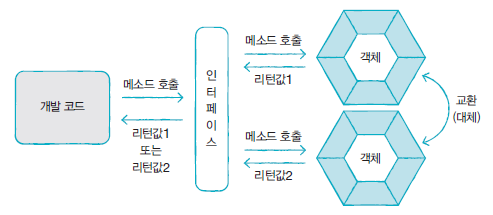 개발 코드
메소드 호출
리턴값1
또는
리턴값2
인터페이스
메소드 호출
리턴값1
객체
메소드 호출
리턴값2
객체
교환
(대체)